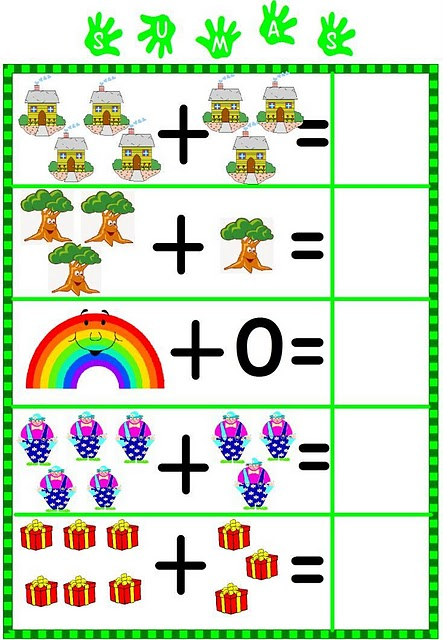 SUMAS
+ =
+ =
+ 0 =
+ =
+ =